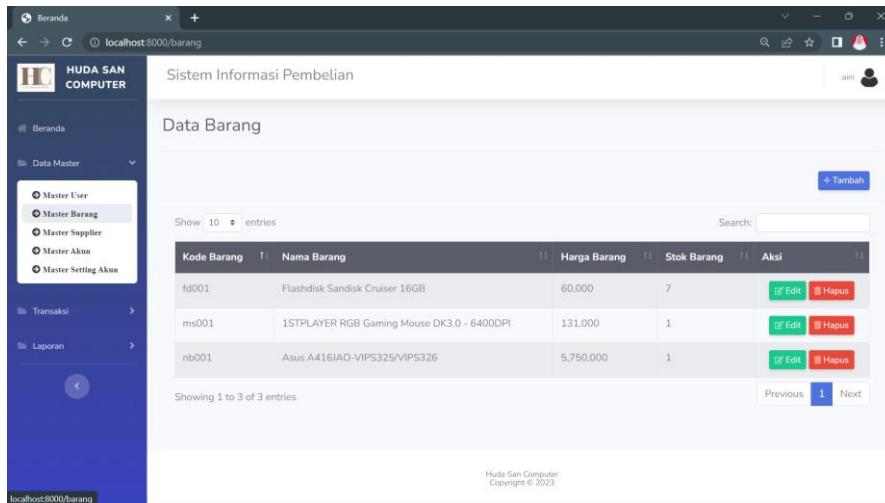 Beranda
localhost:8000/barang
HUDA SAN
COMPUTER
Sistem Informasi Pembelian
aini
Beranda
Data Master
Master User
Master Barang
Master Supplier
Master Akun
Master Setting Akun
Transaksi
Laporan
Data Barang
+ Tambah
Show 10 entries
Search:
Kode Barang Nama Barang Harga Barang Stok Barang Aksi
fd001 Flashdisk Sandisk Cruiser 16GB 60,000 7 Edit Hapus
ms001 1STPLAYER RGB Gaming Mouse DK3.0 - 6400DPI 131,000 1 Edit Hapus
nb001 Asus A416JAO-VIPS325/VIPS326 5,750,000 1 Edit Hapus
Showing 1 to 3 of 3 entries
Previous 1 Next
Huda San Computer
Copyright © 2023
localhost:8000/barang